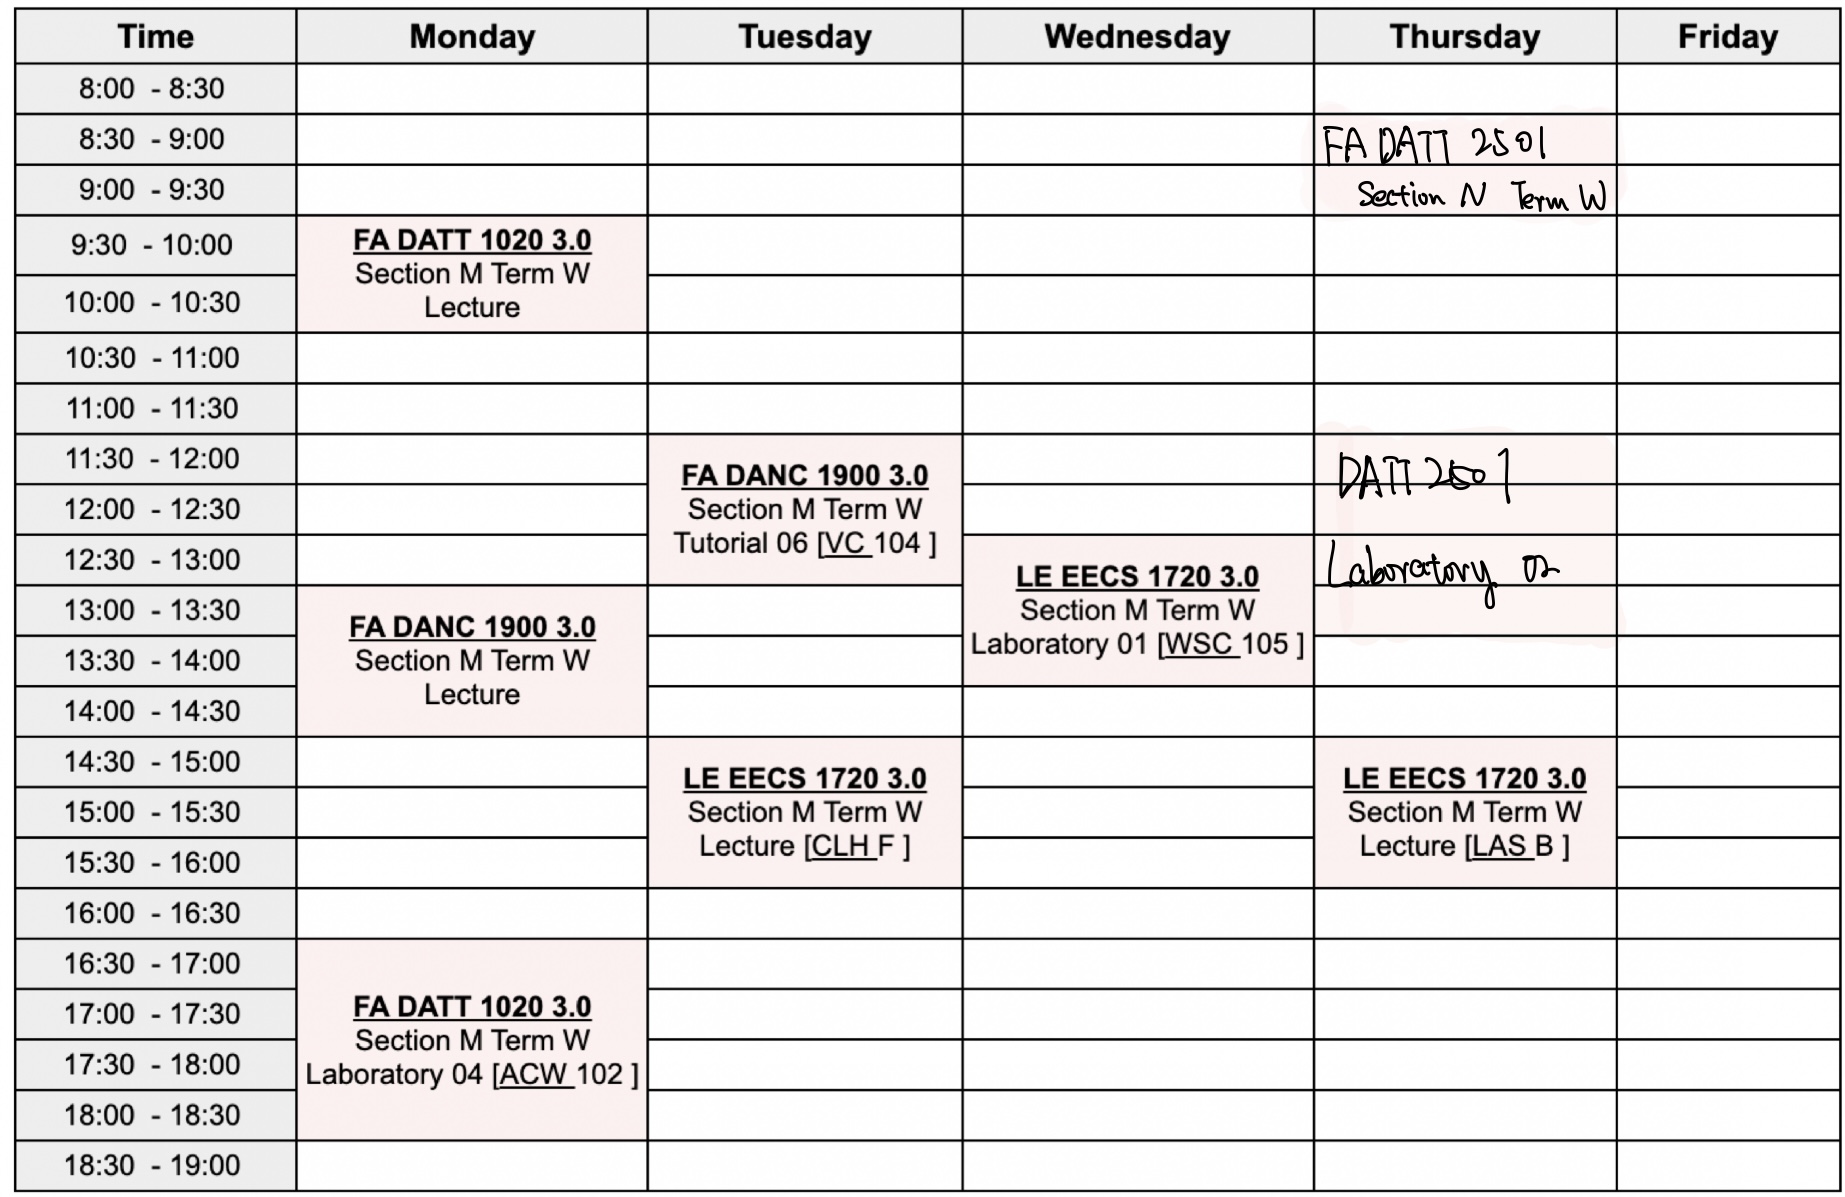 Time Monday Tuesday Wednesday Thursday Friday
8:00 - 8:30
8:30 - 9:00 FA DATT 2501
9:00 - 9:30 Section N Term W
9:30 - 10:00
10:00 - 10:30
FA DATT 1020 3.0
Section M Term W
Lecture
10:30 - 11:00
11:00 - 11:30
11:30 - 12:00
12:00 - 12:30
12:30 - 13:00
FA DANC 1900 3.0
Section M Term W
Tutorial 06 [VC 104 ]
DATT 2501
Laboratory 02
13:00 - 13:30
13:30 - 14:00
14:00 - 14:30
FA DANC 1900 3.0
Section M Term W
Lecture
LE EECS 1720 3.0
Section M Term W
Laboratory 01 [WSC 105 ]
14:30 - 15:00
15:00 - 15:30
15:30 - 16:00
LE EECS 1720 3.0
Section M Term W
Lecture [CLH F ]
LE EECS 1720 3.0
Section M Term W
Lecture [LAS B ]
16:00 - 16:30
16:30 - 17:00
17:00 - 17:30
17:30 - 18:00
18:00 - 18:30
FA DATT 1020 3.0
Section M Term W
Laboratory 04 [ACW 102 ]
18:30 - 19:00